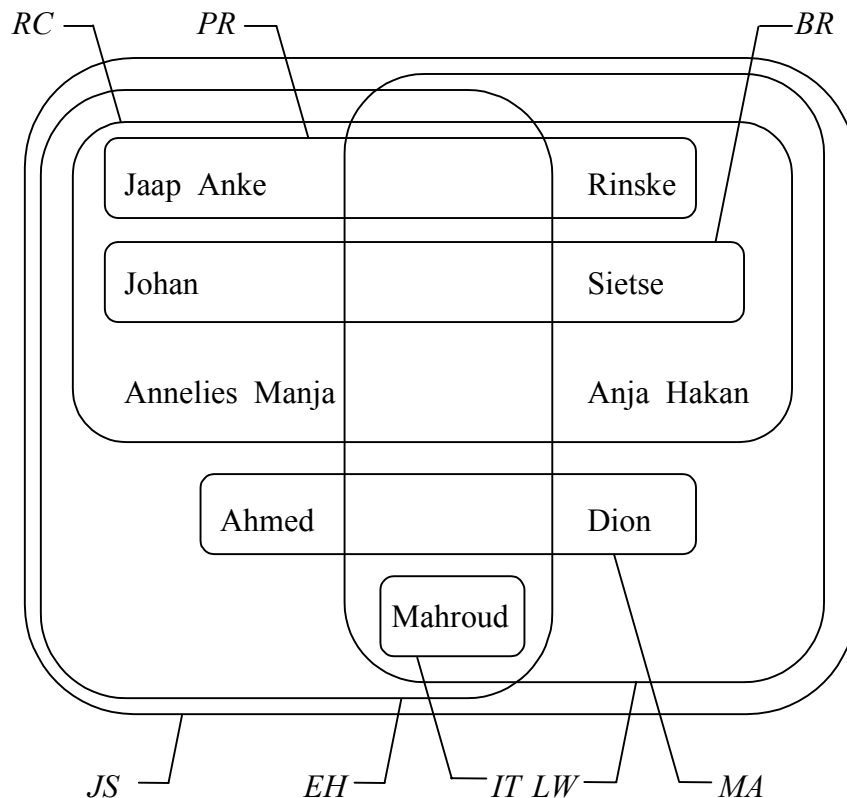 RC PR BR
Jaap Anke Rinske
Johan Sietse
Annelies Manja Anja Hakan
Ahmed Dion
Mahroud
JS EH IT LW MA